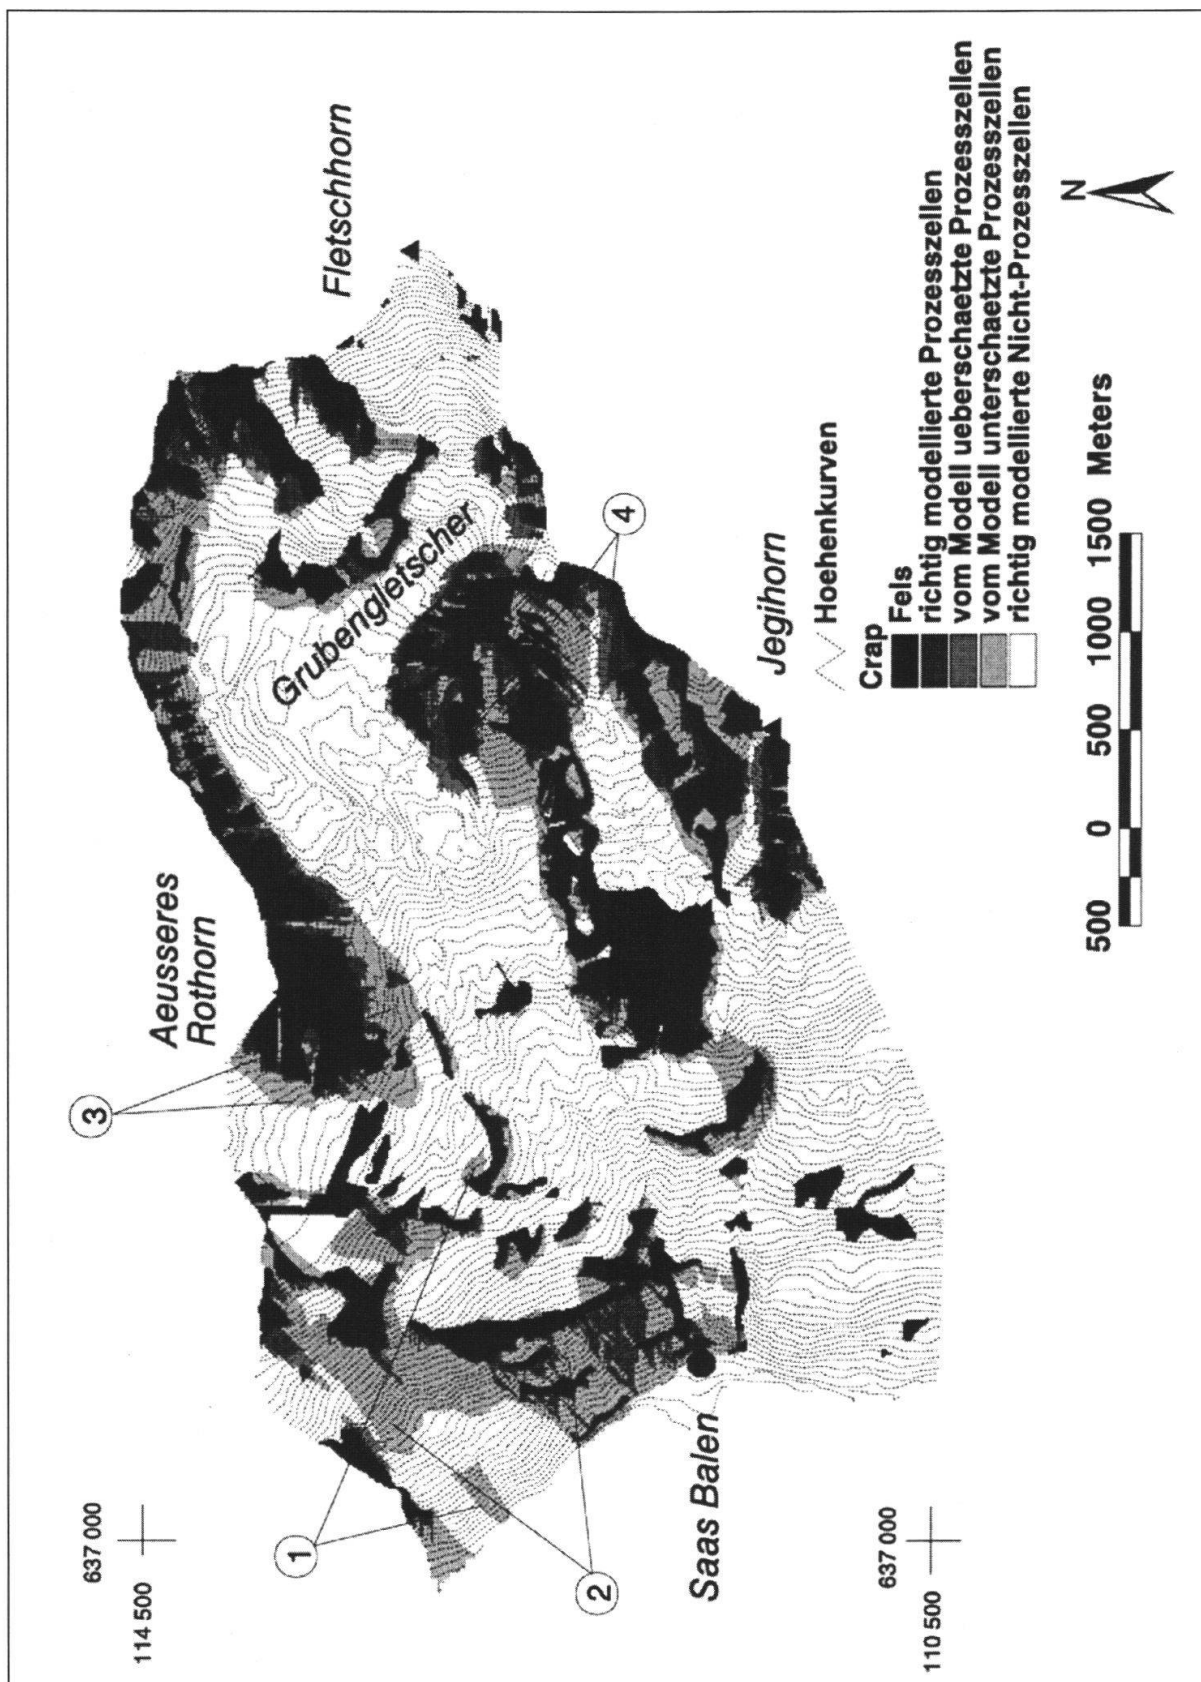 Fletschhorn
Aeusseres
Rothorn
Grubengletscher
Jegihorn
Saas Balen
1
2
3
4
637 000
114 500
637 000
110 500
Hoehenkurven
Crap
Fels
richtig modellierte Prozesszellen
vom Modell ueberschaetzte Prozesszellen
vom Modell unterschaetzte Prozesszellen
richtig modellierte Nicht-Prozesszellen
N
500 0 500 1000 1500 Meters